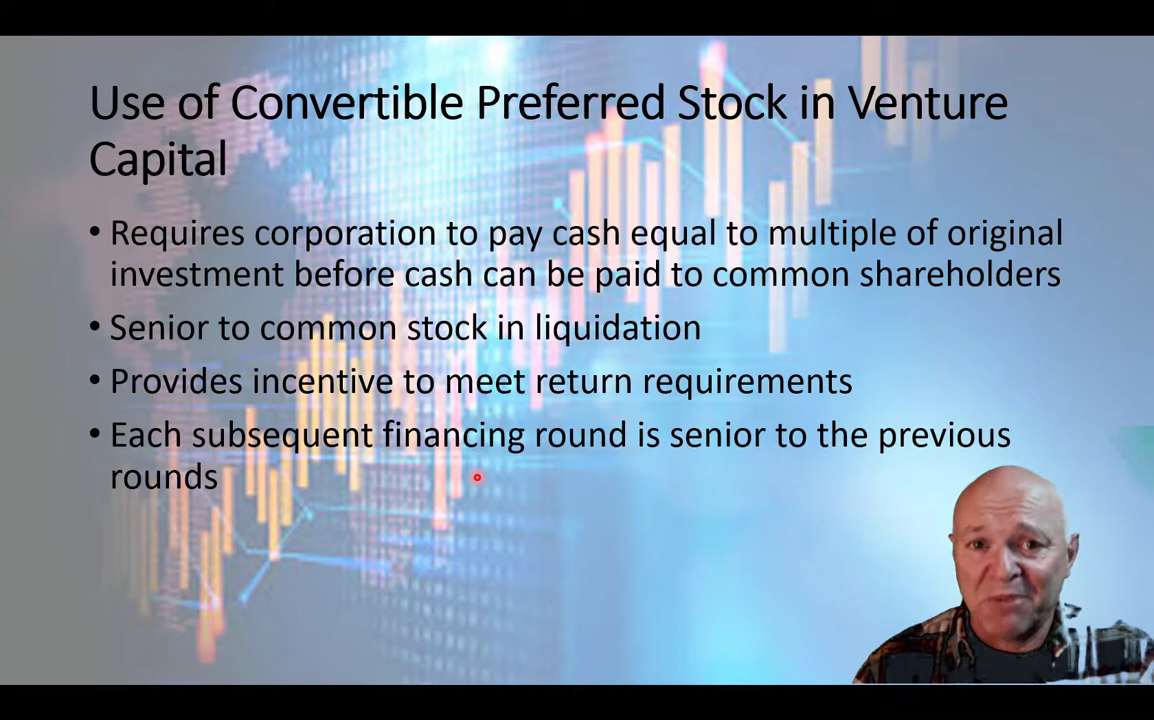 Use of Convertible Preferred Stock in Venture
Capital
• Requires corporation to pay cash equal to multiple of original
investment before cash can be paid to common shareholders
• Senior to common stock in liquidation
• Provides incentive to meet return requirements
• Each subsequent financing round is senior to the previous
rounds